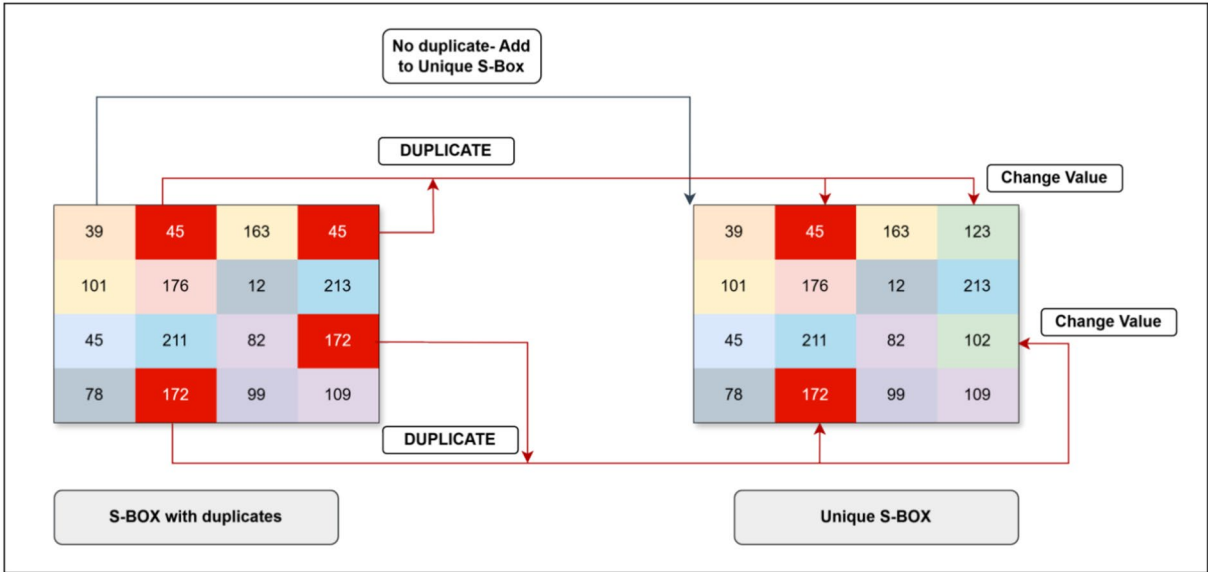 No duplicate- Add
to Unique S-Box
DUPLICATE
Change Value
39 45 163 45
101 176 12 213
45 211 82 172
78 172 99 109
39 45 163 123
101 176 12 213
45 211 82 102
78 172 99 109
Change Value
DUPLICATE
S-BOX with duplicates
Unique S-BOX